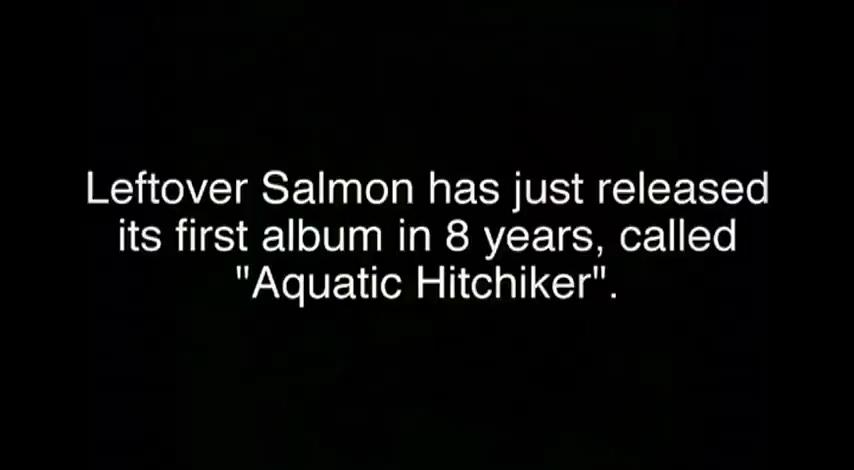 Leftover Salmon has just released
its first album in 8 years, called
"Aquatic Hitchiker".